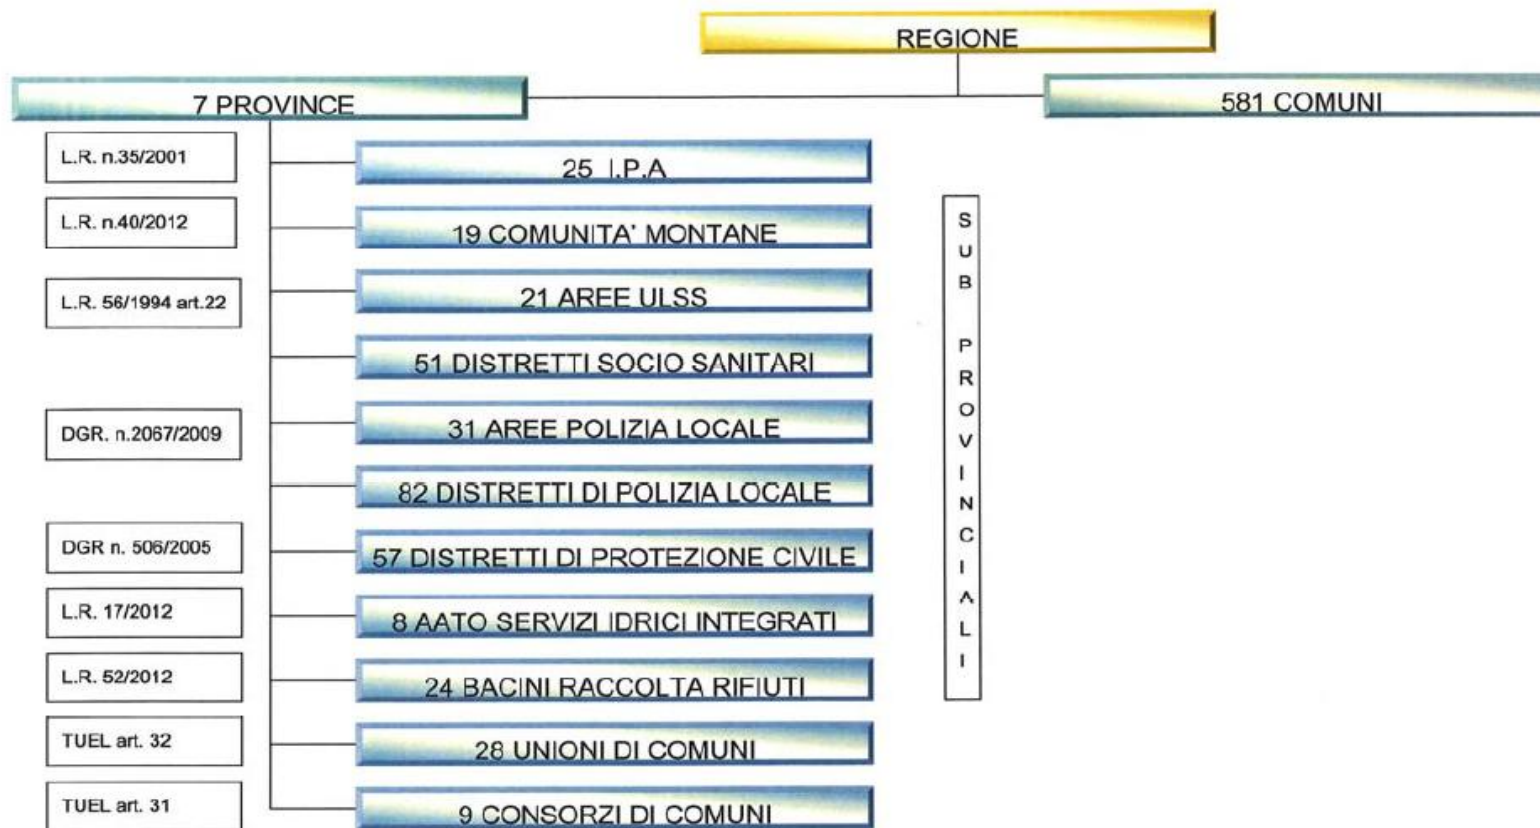 REGIONE
7 PROVINCE
581 COMUNI
L.R. n.35/2001
25 I.P.A
L.R. n.40/2012
19 COMUNITA' MONTANE
L.R. 56/1994 art.22
21 AREE ULSS
51 DISTRETTI SOCIO SANITARI
DGR. n.2067/2009
31 AREE POLIZIA LOCALE
82 DISTRETTI DI POLIZIA LOCALE
DGR n. 506/2005
57 DISTRETTI DI PROTEZIONE CIVILE
L.R. 17/2012
8 AATO SERVIZI IDRICI INTEGRATI
L.R. 52/2012
24 BACINI RACCOLTA RIFIUTI
TUEL art. 32
28 UNIONI DI COMUNI
TUEL art. 31
9 CONSORZI DI COMUNI
SUB PROVINCIALI